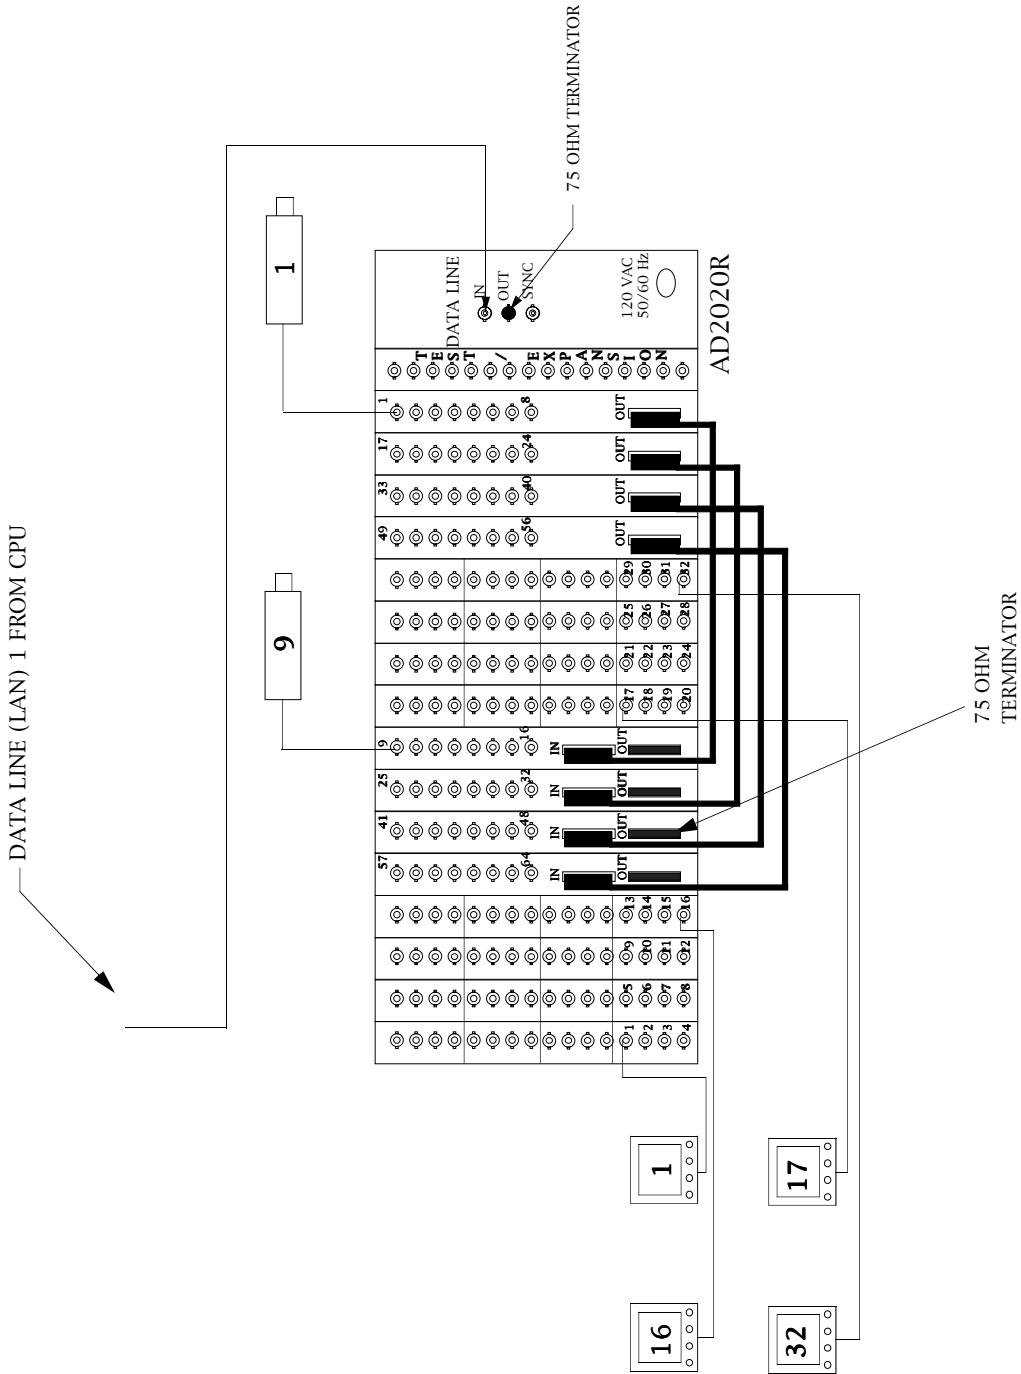 DATA LINE (LAN) 1 FROM CPU
75 OHM TERMINATOR
1
9
DATA LINE
IN
OUT
SYNC
120 VAC
50/60 Hz
AD2020R
TEST/EXPANSION
1
8
OUT
17
24
OUT
33
40
OUT
49
56
OUT
29
30
31
32
25
26
27
28
21
22
23
24
17
18
19
20
9
16
IN
OUT
25
32
IN
OUT
41
48
IN
OUT
57
64
IN
OUT
13
14
15
16
9
10
11
12
5
6
7
8
1
2
3
4
75 OHM
TERMINATOR
1
17
16
32